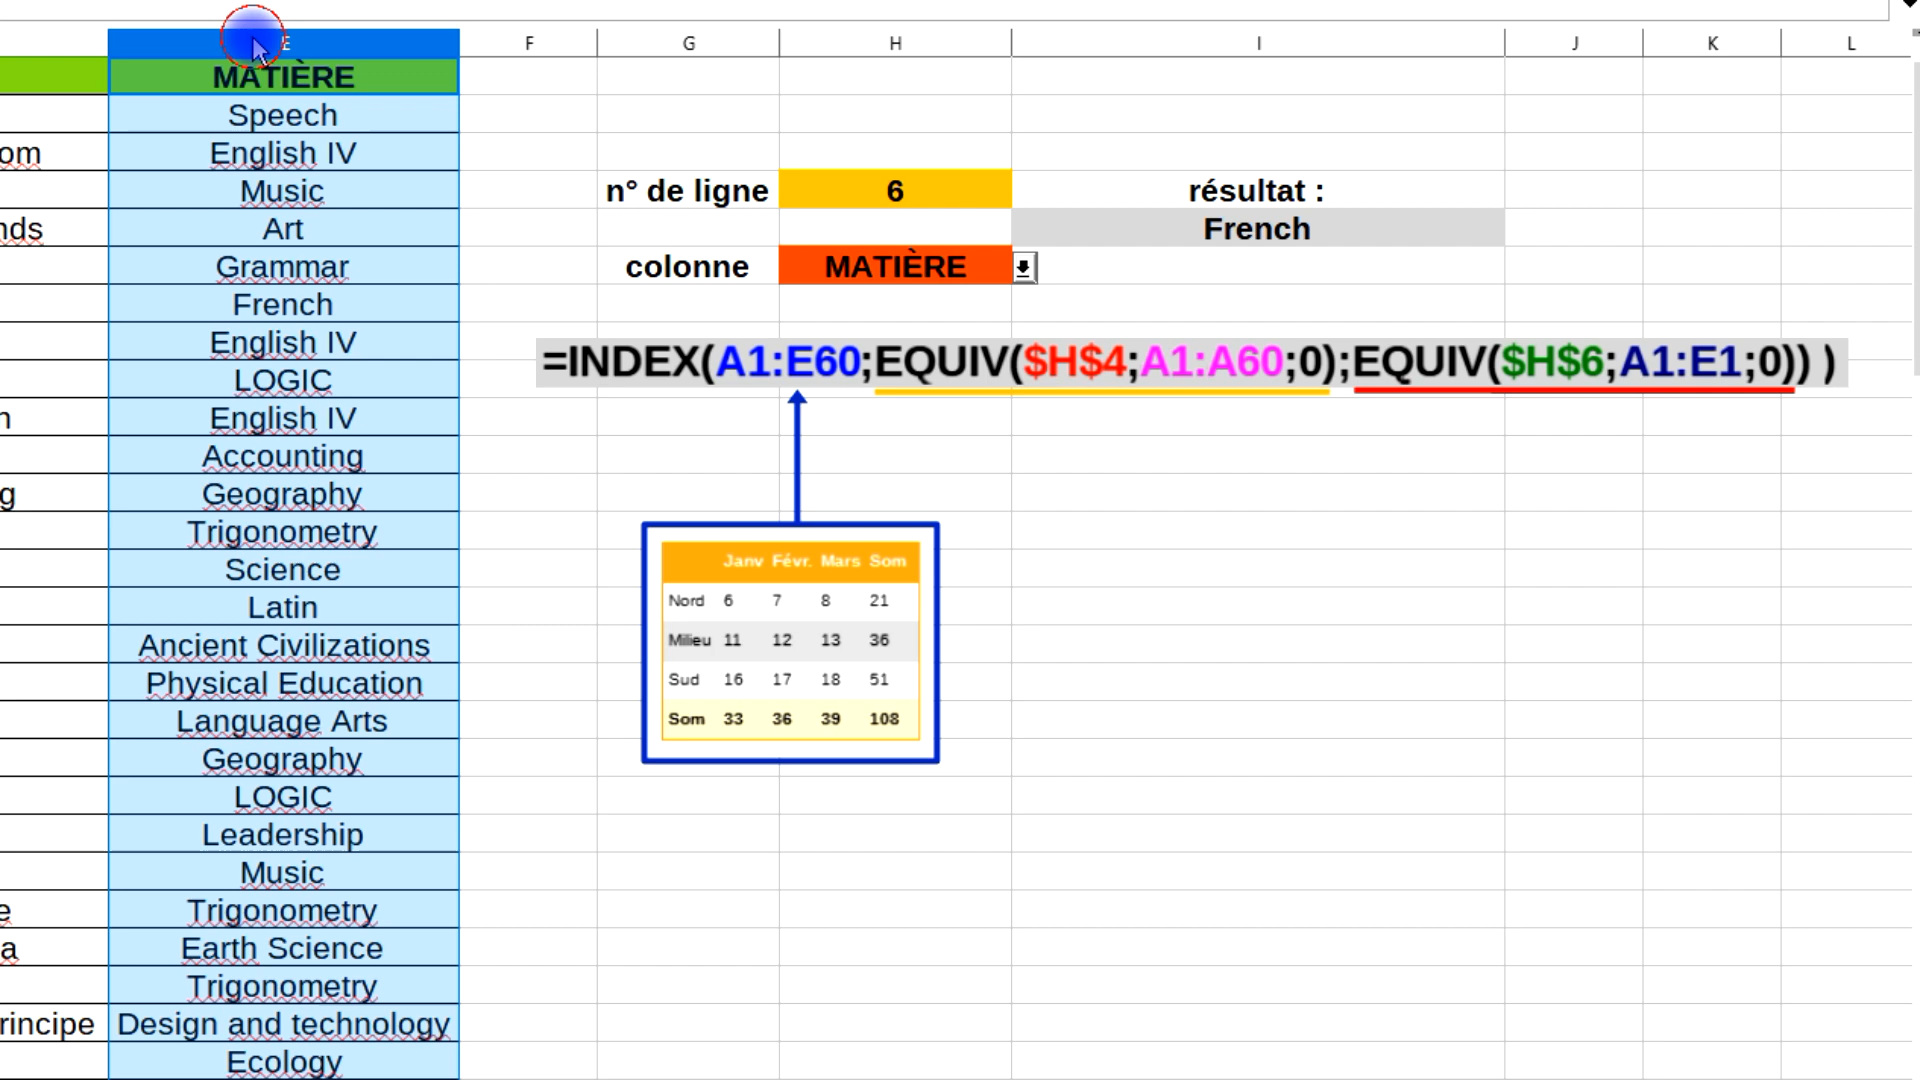 E F G H I J K L
MATIÈRE
Speech
om English IV
Music n° de ligne 6 résultat :
nds Art French
Grammar colonne MATIÈRE
French
English IV
=INDEX(A1:E60;EQUIV($H$4;A1:A60;0);EQUIV($H$6;A1:E1;0)) )
LOGIC
n English IV
Accounting
g Geography
Trigonometry
Science
Latin
Ancient Civilizations
Physical Education
Language Arts
Geography
LOGIC
Leadership
Music
e Trigonometry
a Earth Science
Trigonometry
rincipe Design and technology
Ecology
Janv Févr. Mars Som
Nord 6 7 8 21
Milieu 11 12 13 36
Sud 16 17 18 51
Som 33 36 39 108